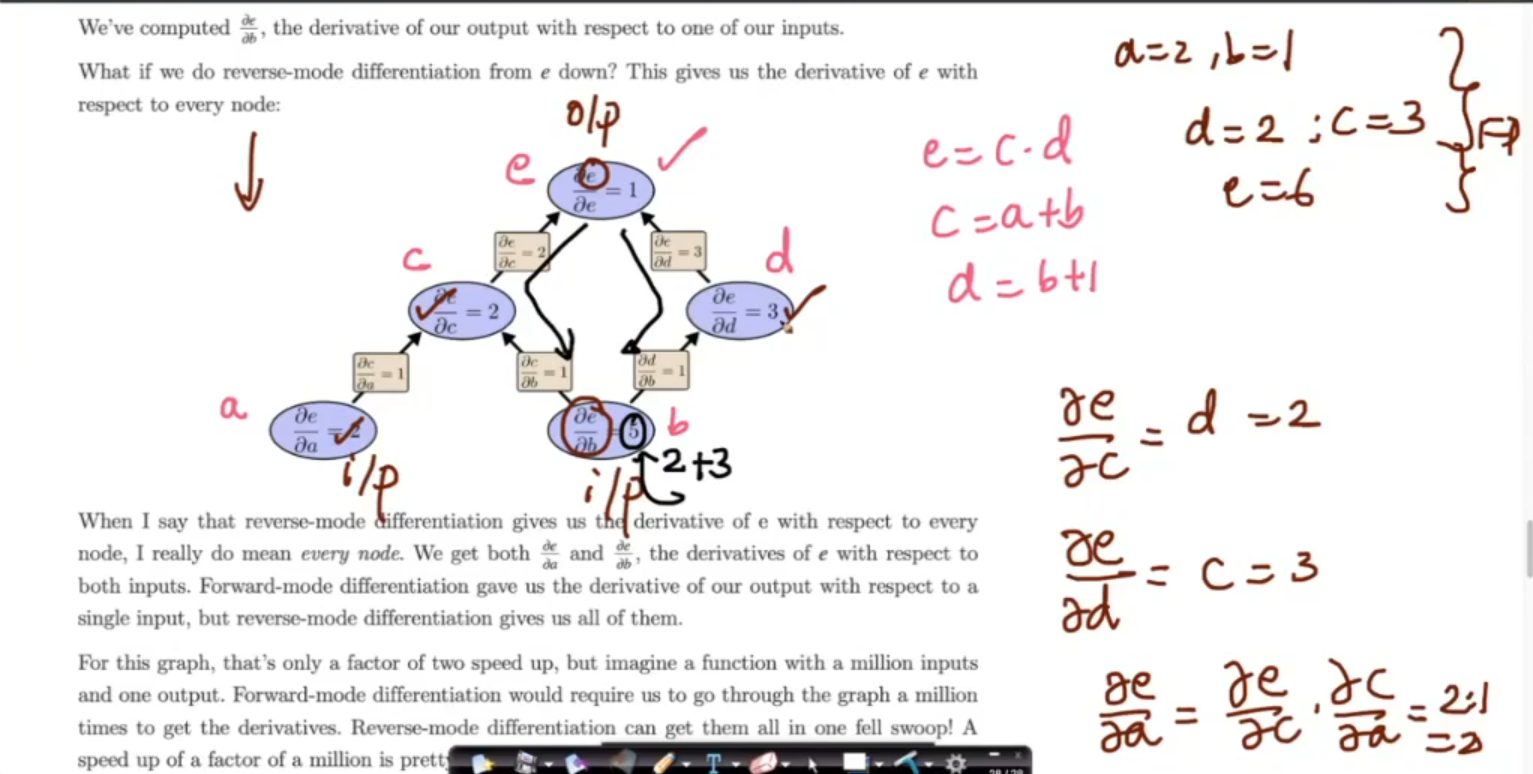 We've computed ∂e/∂b, the derivative of our output with respect to one of our inputs.
What if we do reverse-mode differentiation from e down? This gives us the derivative of e with
respect to every node:
o/p
e
∂e/∂e = 1
∂e/∂c = 2
∂e/∂d = 3
c
d
∂e/∂c = 2
∂e/∂d = 3
∂c/∂a = 1
∂c/∂b = 1
∂d/∂b = 1
a
∂e/∂a = 2
∂e/∂b = 5
b
i/p
i/p
2+3
When I say that reverse-mode differentiation gives us the derivative of e with respect to every
node, I really do mean every node. We get both ∂e/∂a and ∂e/∂b, the derivatives of e with respect to
both inputs. Forward-mode differentiation gave us the derivative of our output with respect to a
single input, but reverse-mode differentiation gives us all of them.
For this graph, that's only a factor of two speed up, but imagine a function with a million inputs
and one output. Forward-mode differentiation would require us to go through the graph a million
times to get the derivatives. Reverse-mode differentiation can get them all in one fell swoop! A
speed up of a factor of a million is
a=2, b=1
d=2 ; c=3
e=6
e=c·d
c=a+b
d=b+1
∂e/∂c = d = 2
∂e/∂d = c = 3
∂e/∂a = ∂e/∂c · ∂c/∂a = 2·1
=2